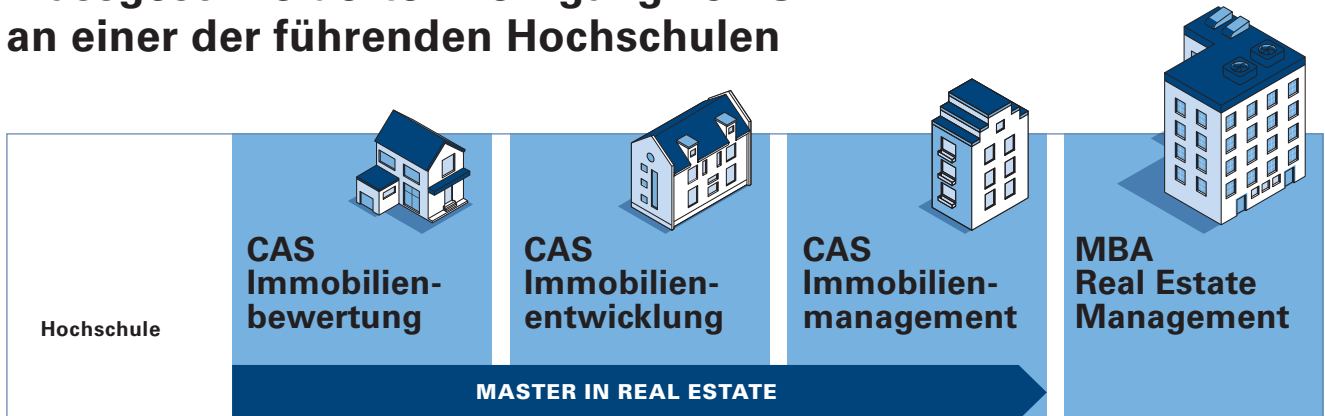 an einer der führenden Hochschulen
CAS
Immobilien-
bewertung
CAS
Immobilien-
entwicklung
CAS
Immobilien-
management
MBA
Real Estate
Management
Hochschule
MASTER IN REAL ESTATE